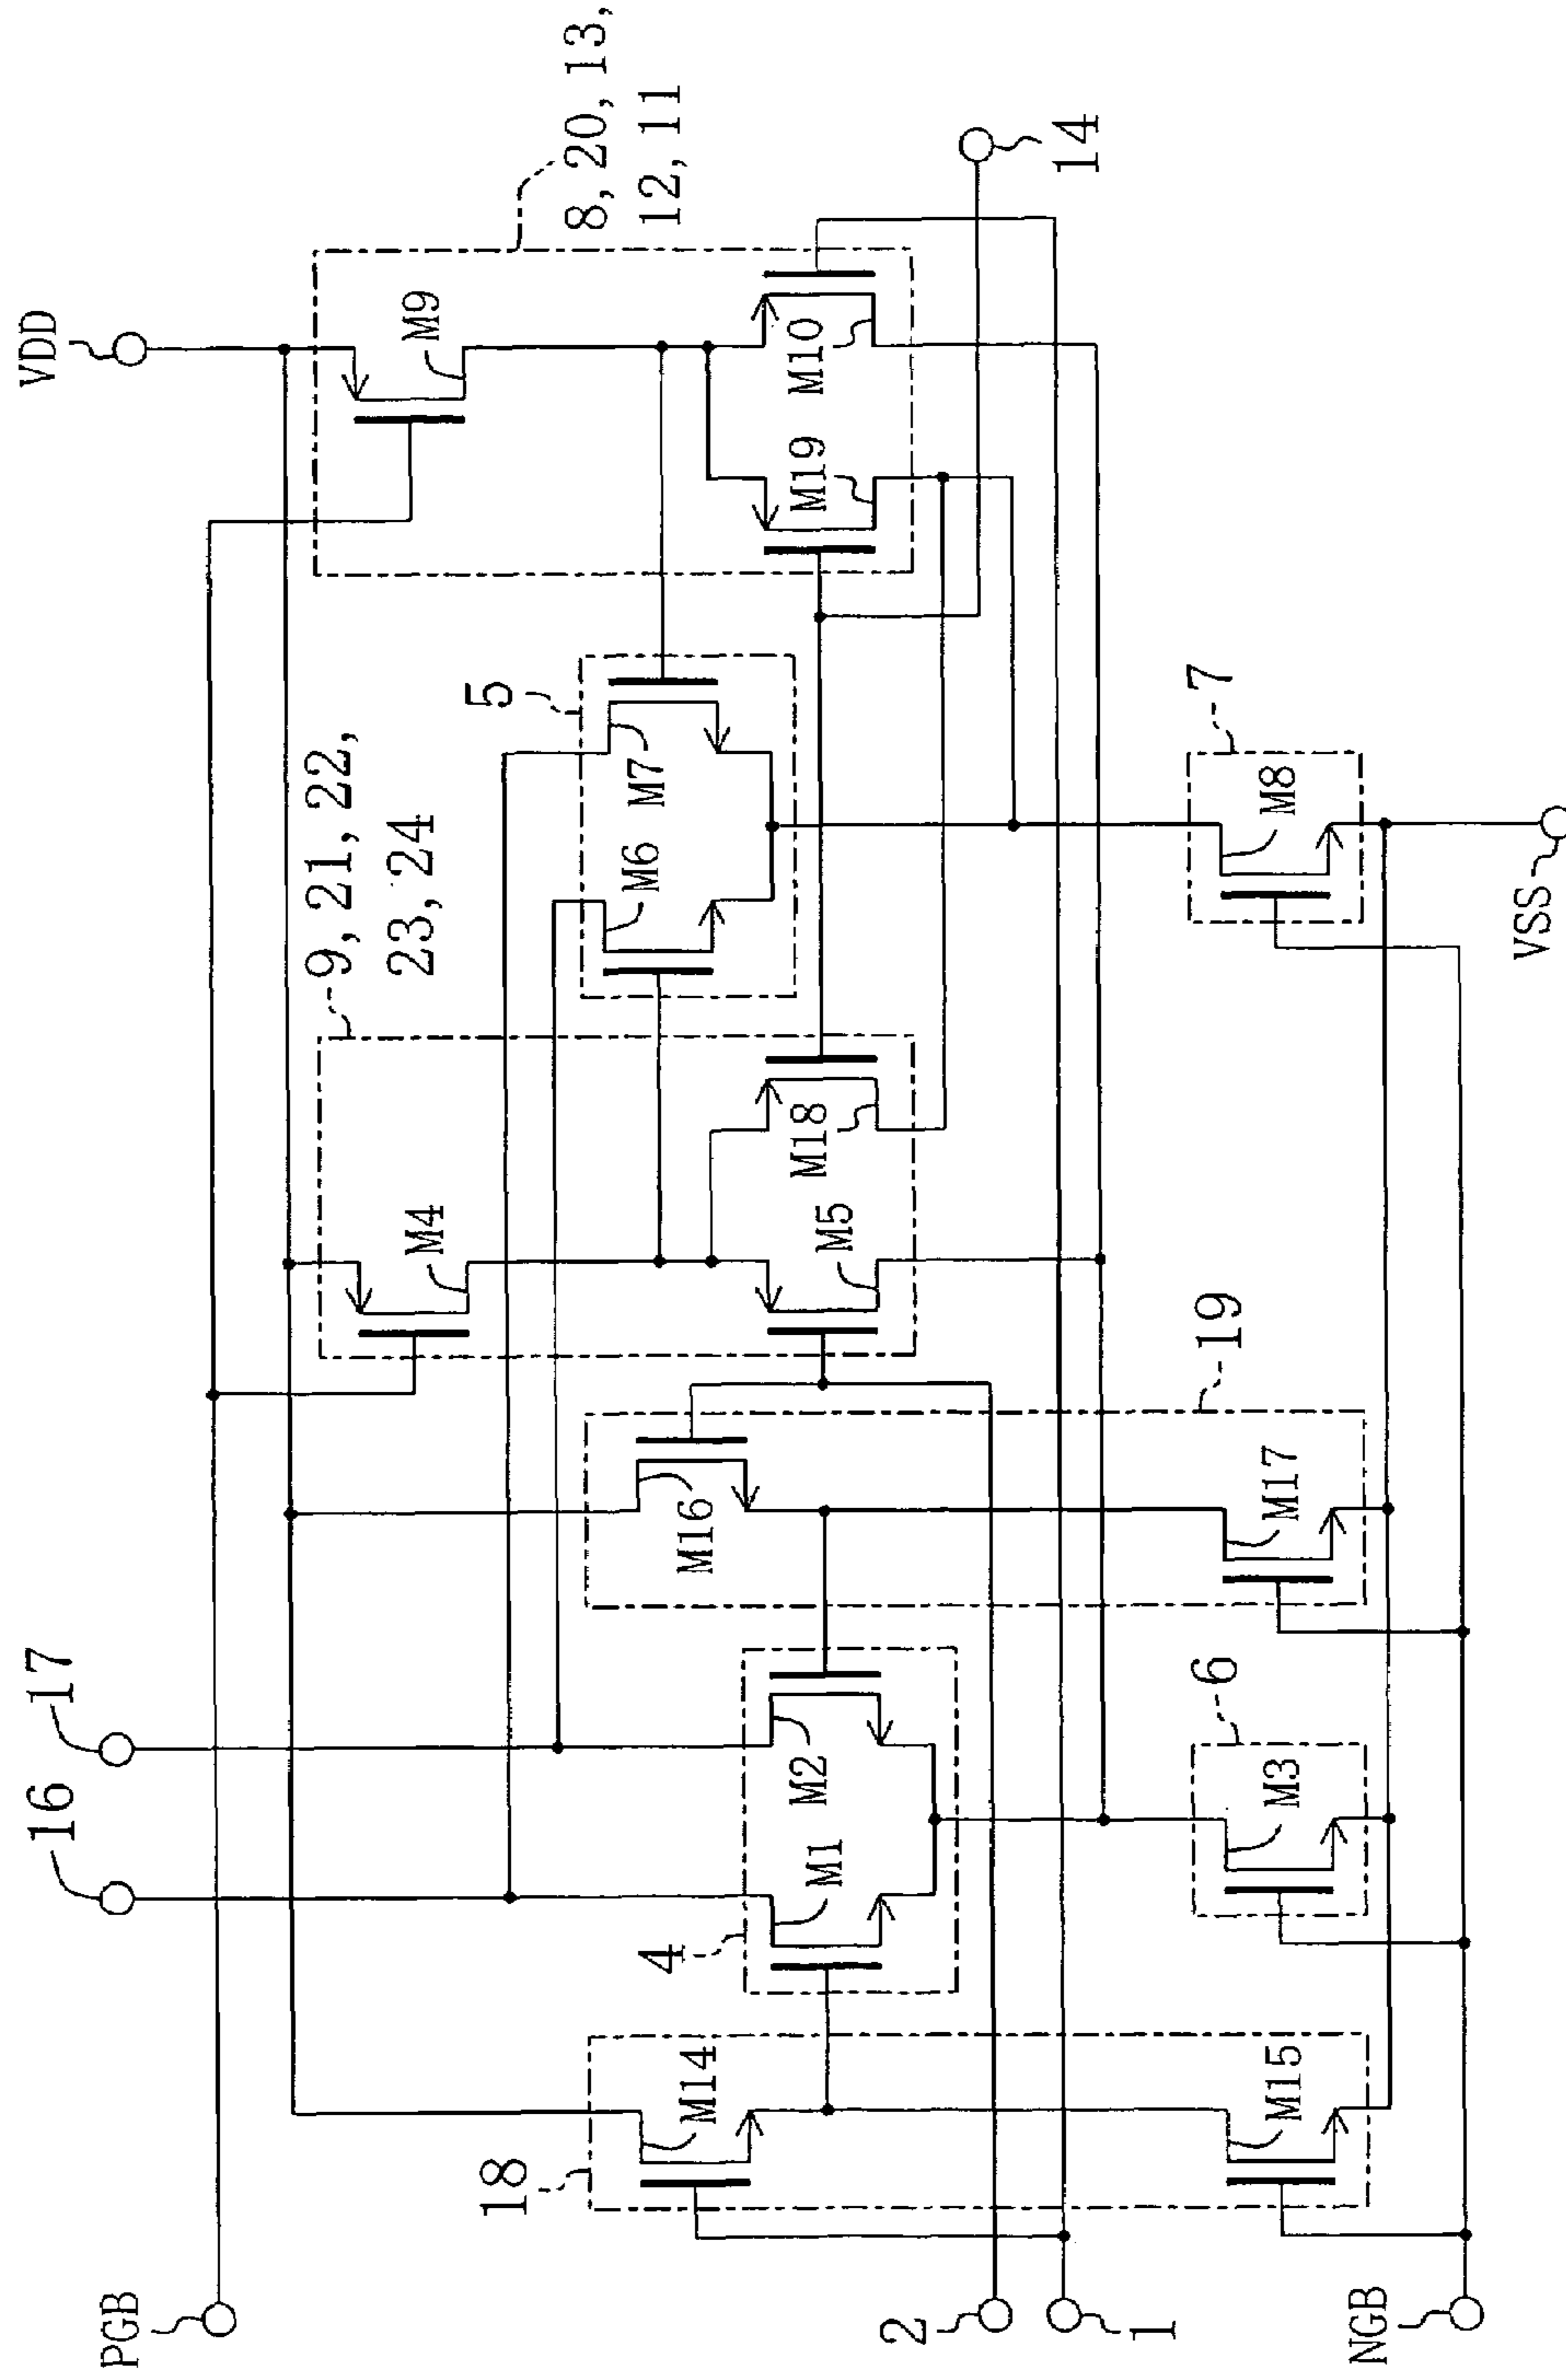 VDD
8, 20, 13,
12, 11
14
M9
M10
M19
5
M7
M6
7
M8
VSS
9, 21, 22,
23, 24
M18
M4
M5
19
M16
M17
17
16
6
M2
M1
M3
4
18
M14
M15
PGB
2
1
NGB